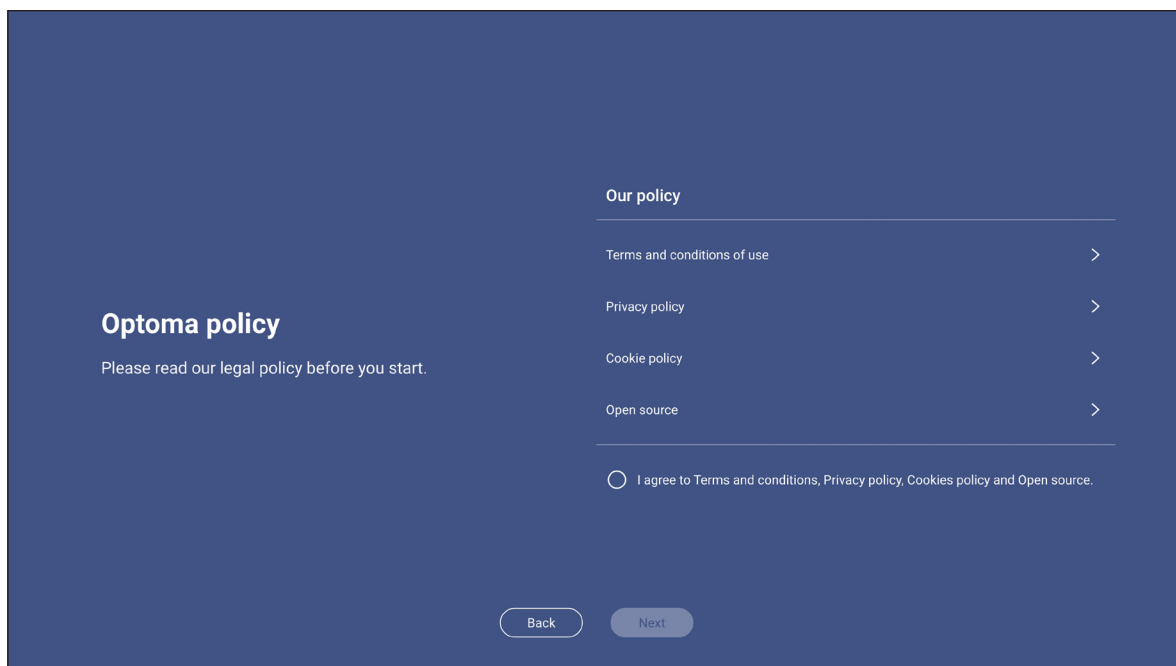 Optoma policy
Please read our legal policy before you start.
Our policy
Terms and conditions of use
Privacy policy
Cookie policy
Open source
I agree to Terms and conditions, Privacy policy, Cookies policy and Open source.
Back
Next